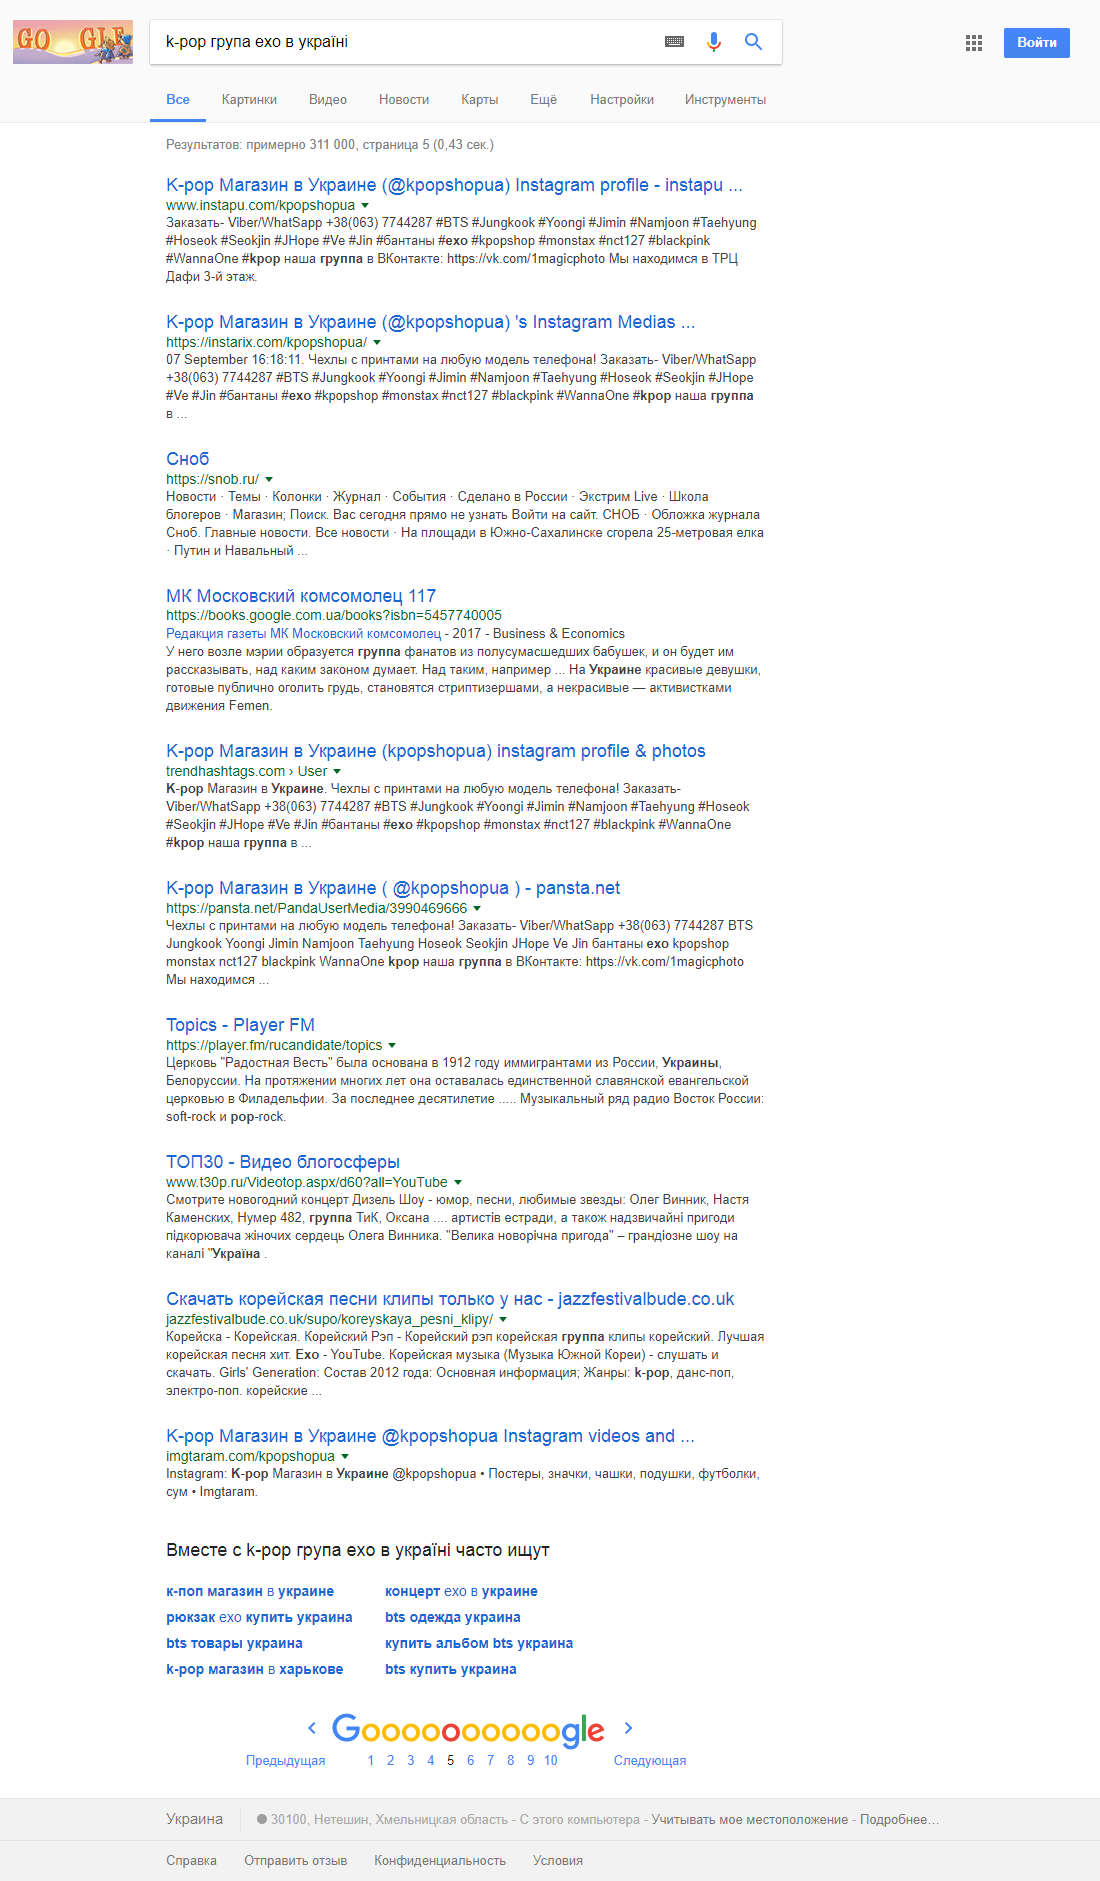 GO GLE
k-pop група exo в україні
Войти
Все Картинки Видео Новости Карты Ещё Настройки Инструменты
Результатов: примерно 311 000, страница 5 (0,43 сек.)
K-pop Магазин в Украине (@kpopshopua) Instagram profile - instapu ...
www.instapu.com/kpopshopua
Заказать- Viber/WhatSapp +38(063) 7744287 #BTS #Jungkook #Yoongi #Jimin #Namjoon #Taehyung
#Hoseok #Seokjin #JHope #Ve #Jin #бантаны #exo #kpopshop #monstax #nct127 #blackpink
#WannaOne #kpop наша группа в ВКонтакте: https://vk.com/1magicphoto Мы находимся в ТРЦ
Дафи 3-й этаж.
K-pop Магазин в Украине (@kpopshopua) 's Instagram Medias ...
https://instarix.com/kpopshopua/
07 September 16:18:11. Чехлы с принтами на любую модель телефона! Заказать- Viber/WhatSapp
+38(063) 7744287 #BTS #Jungkook #Yoongi #Jimin #Namjoon #Taehyung #Hoseok #Seokjin #JHope
#Ve #Jin #бантаны #exo #kpopshop #monstax #nct127 #blackpink #WannaOne #kpop наша группа
в ...
Сноб
https://snob.ru/
Новости · Темы · Колонки · Журнал · События · Сделано в России · Экстрим Live · Школа
блогеров · Магазин; Поиск. Вас сегодня прямо не узнать Войти на сайт. СНОБ · Обложка журнала
Сноб. Главные новости. Все новости · На площади в Южно-Сахалинске сгорела 25-метровая елка
· Путин и Навальный ...
МК Московский комсомолец 117
https://books.google.com.ua/books?isbn=5457740005
Редакция газеты МК Московский комсомолец - 2017 - Business & Economics
У него возле мэрии образуется группа фанатов из полусумасшедших бабушек, и он будет им
рассказывать, над каким законом думает. Над таким, например ... На Украине красивые девушки,
готовые публично оголить грудь, становятся стриптизершами, а некрасивые — активистками
движения Femen.
K-pop Магазин в Украине (kpopshopua) instagram profile & photos
trendhashtags.com › User
K-pop Магазин в Украине. Чехлы с принтами на любую модель телефона! Заказать-
Viber/WhatSapp +38(063) 7744287 #BTS #Jungkook #Yoongi #Jimin #Namjoon #Taehyung #Hoseok
#Seokjin #JHope #Ve #Jin #бантаны #exo #kpopshop #monstax #nct127 #blackpink #WannaOne
#kpop наша группа в ...
K-pop Магазин в Украине ( @kpopshopua ) - pansta.net
https://pansta.net/PandaUserMedia/3990469666
Чехлы с принтами на любую модель телефона! Заказать- Viber/WhatSapp +38(063) 7744287 BTS
Jungkook Yoongi Jimin Namjoon Taehyung Hoseok Seokjin JHope Ve Jin бантаны exo kpopshop
monstax nct127 blackpink WannaOne kpop наша группа в ВКонтакте: https://vk.com/1magicphoto
Мы находимся ...
Topics - Player FM
https://player.fm/rucandidate/topics
Церковь "Радостная Весть" была основана в 1912 году иммигрантами из России, Украины,
Белоруссии. На протяжении многих лет она оставалась единственной славянской евангельской
церковью в Филадельфии. За последнее десятилетие ..... Музыкальный ряд радио Восток России:
soft-rock и pop-rock.
ТОП30 - Видео блогосферы
www.t30p.ru/Videotop.aspx/d60?all=YouTube
Смотрите новогодний концерт Дизель Шоу - юмор, песни, любимые звезды: Олег Винник, Настя
Каменских, Нумер 482, группа ТиК, Оксана .... артистів естради, а також надзвичайні пригоди
підкорювача жіночих сердець Олега Винника. "Велика новорічна пригода" – грандіозне шоу на
каналі "Україна .
Скачать корейская песни клипы только у нас - jazzfestivalbude.co.uk
jazzfestivalbude.co.uk/supo/koreyskaya_pesni_klipy/
Корейска - Корейская. Корейский Рэп - Корейский рэп корейская группа клипы корейский. Лучшая
корейская песня хит. Exo - YouTube. Корейская музыка (Музыка Южной Кореи) - слушать и
скачать. Girls' Generation: Состав 2012 года: Основная информация; Жанры: k-pop, данс-поп,
электро-поп. корейские ...
K-pop Магазин в Украине @kpopshopua Instagram videos and ...
imgtaram.com/kpopshopua
Instagram: K-pop Магазин в Украине @kpopshopua • Постеры, значки, чашки, подушки, футболки,
сум • Imgtaram.
Вместе с k-pop група exo в україні часто ищут
к-поп магазин в украине концерт exo в украине
рюкзак exo купить украина bts одежда украина
bts товары украина купить альбом bts украина
k-pop магазин в харькове bts купить украина
Goooooooooogle
Предыдущая 1 2 3 4 5 6 7 8 9 10 Следующая
Украина 30100, Нетешин, Хмельницкая область - С этого компьютера - Учитывать мое местоположение - Подробнее…
Справка Отправить отзыв Конфиденциальность Условия